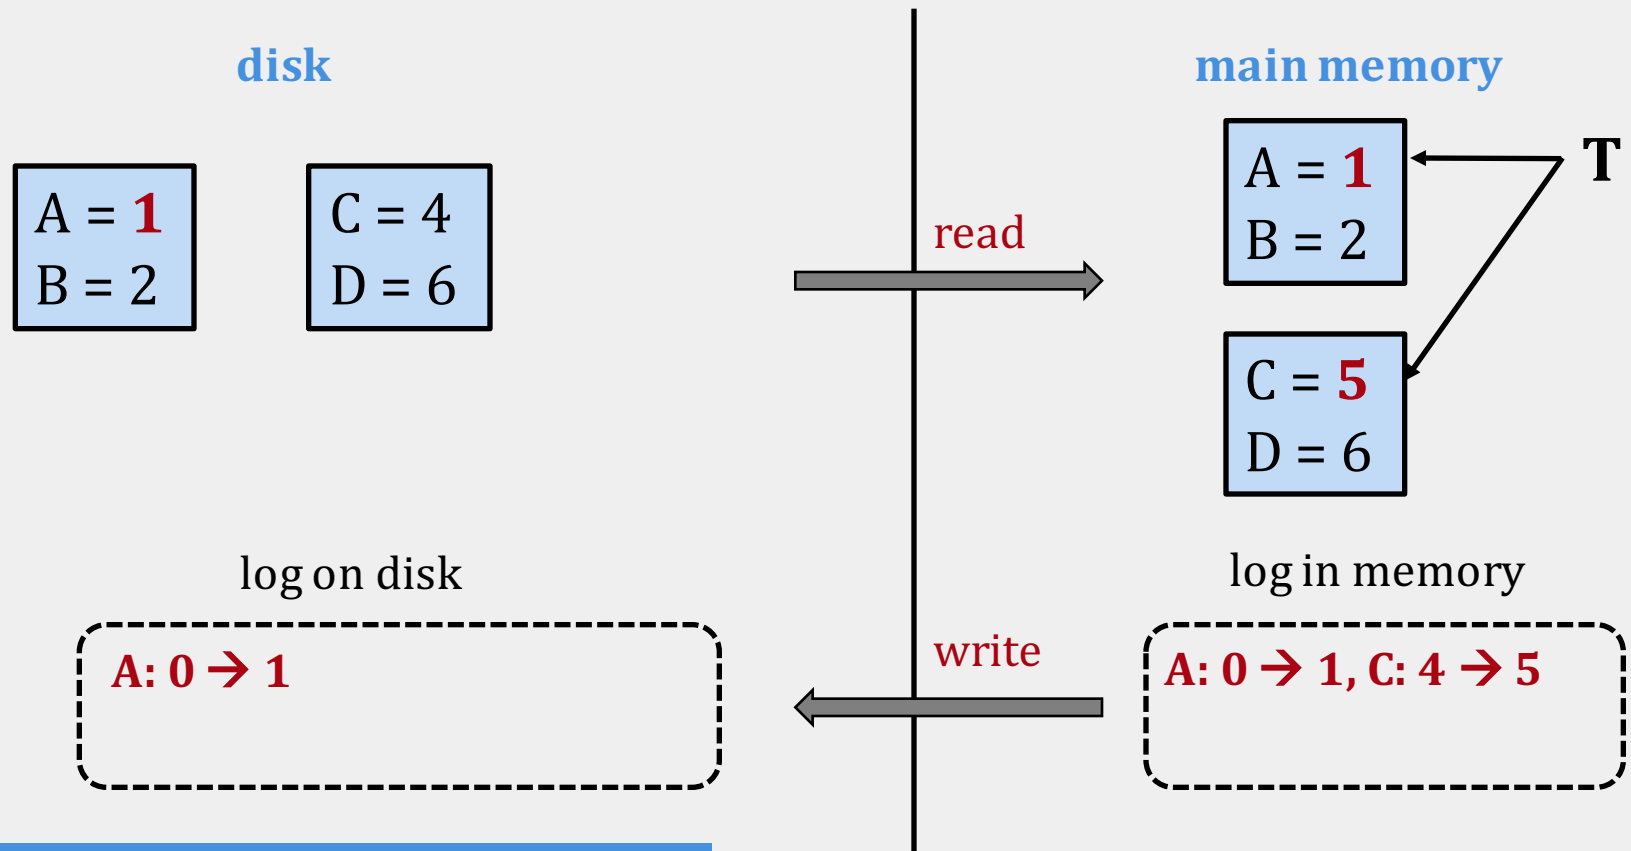 disk
A = 1
B = 2
C = 4
D = 6
log on disk
A: 0 → 1
read
write
main memory
A = 1
B = 2
T
C = 5
D = 6
log in memory
A: 0 → 1, C: 4 → 5